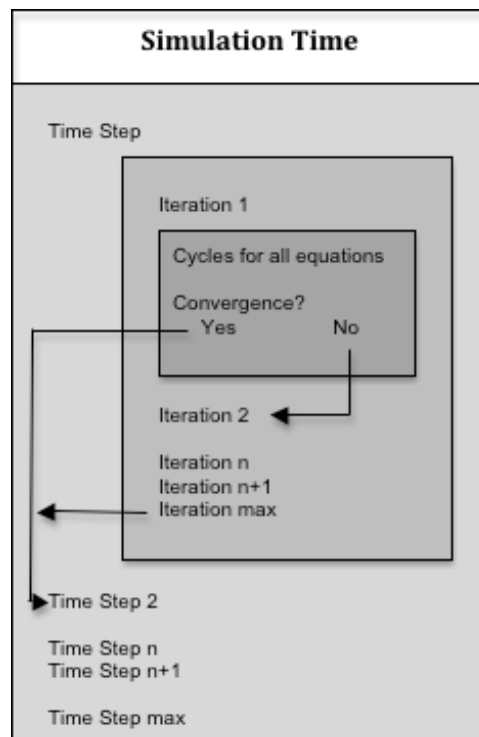 Simulation Time
Time Step
Iteration 1
Cycles for all equations
Convergence?
Yes No
Iteration 2
Iteration n
Iteration n+1
Iteration max
Time Step 2
Time Step n
Time Step n+1
Time Step max